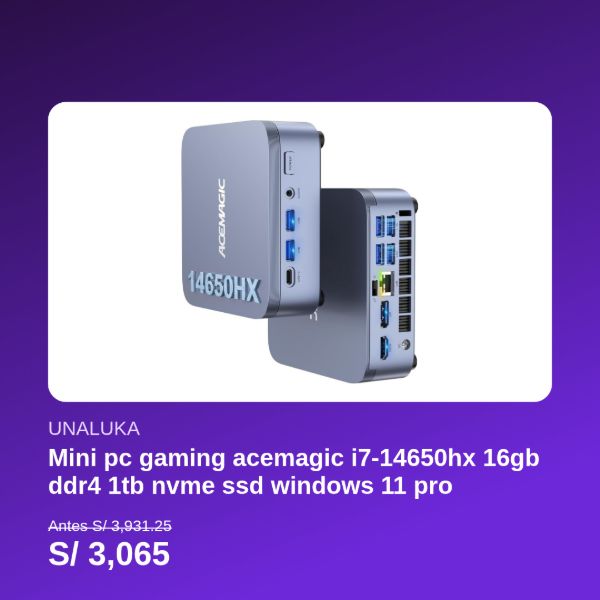 ACEMAGIC
14650HX
UNALUKA
Mini pc gaming acemagic i7-14650hx 16gb
ddr4 1tb nvme ssd windows 11 pro
Antes S/ 3,931.25
S/ 3,065